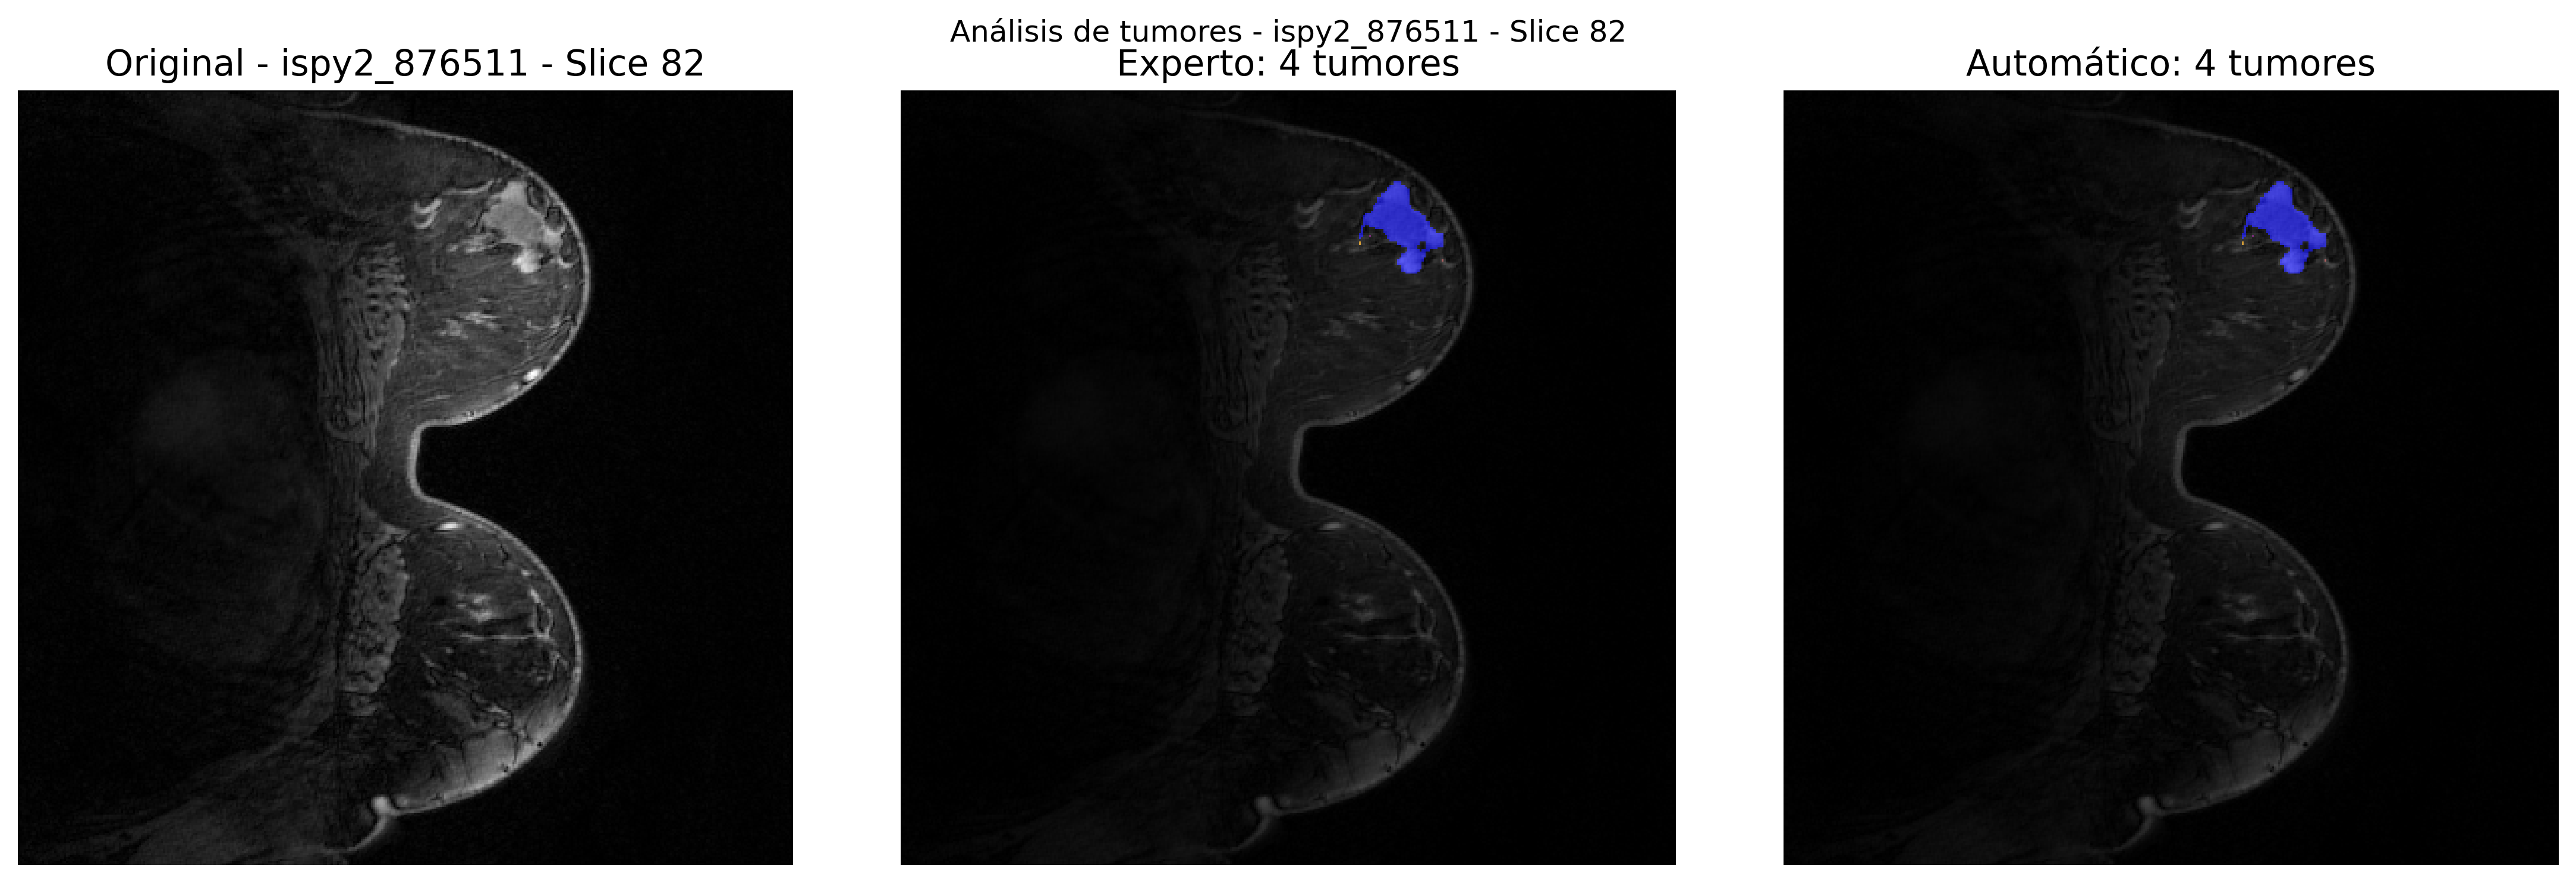 Análisis de tumores - ispy2_876511 - Slice 82
Original - ispy2_876511 - Slice 82
Experto: 4 tumores
Automático: 4 tumores